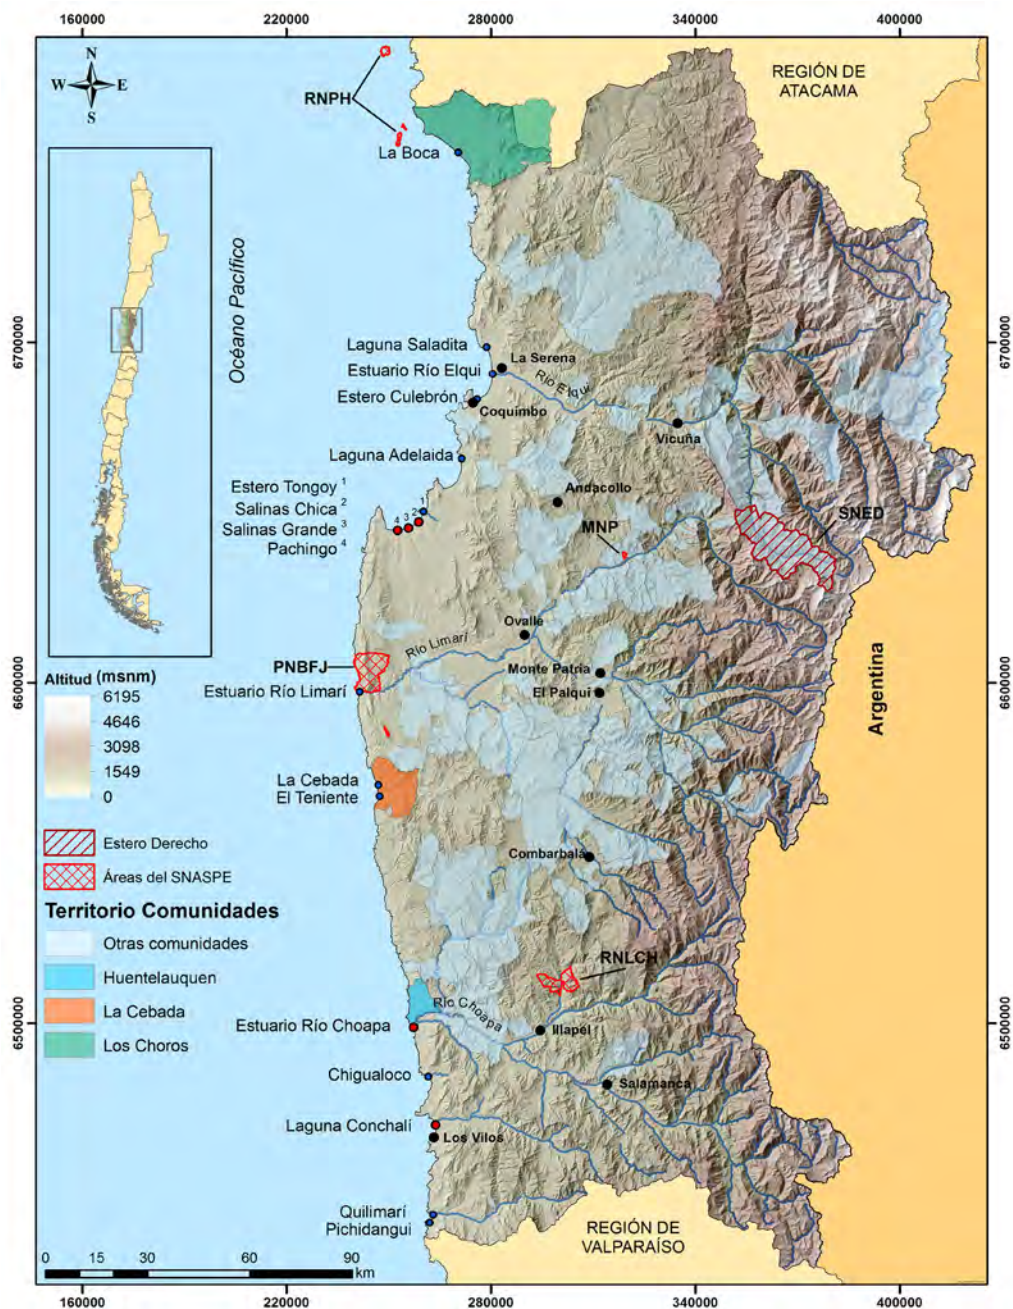 160000 220000 280000 340000 400000
N
W E
S
REGIÓN DE
ATACAMA
RNPH
La Boca
Océano Pacífico
6700000
6700000
Laguna Saladita
La Serena
Estuario Río Elqui
Río Elqui
Estero Culebrón
Coquimbo
Vicuña
Laguna Adelaida
Estero Tongoy 1
Salinas Chica 2
Salinas Grande 3
Pachingo 4
4 3 2 1
Andacollo
MNP
SNED
Ovalle
Río Limarí
PNBFJ
Monte Patria
Estuario Río Limarí
El Palqui
6600000
6600000
Argentina
Altitud (msnm)
6195
4646
3098
1549
0
La Cebada
El Teniente
Combarbalá
Estero Derecho
Áreas del SNASPE
Territorio Comunidades
Otras comunidades
Huentelauquen
La Cebada
Los Choros
RNLCH
Río Choapa
Estuario Río Choapa
Illapel
6500000
6500000
Chigualoco
Salamanca
Laguna Conchalí
Los Vilos
Quilimarí
Pichidangui
REGIÓN DE
VALPARAÍSO
0 15 30 60 90
km
160000 220000 280000 340000 400000